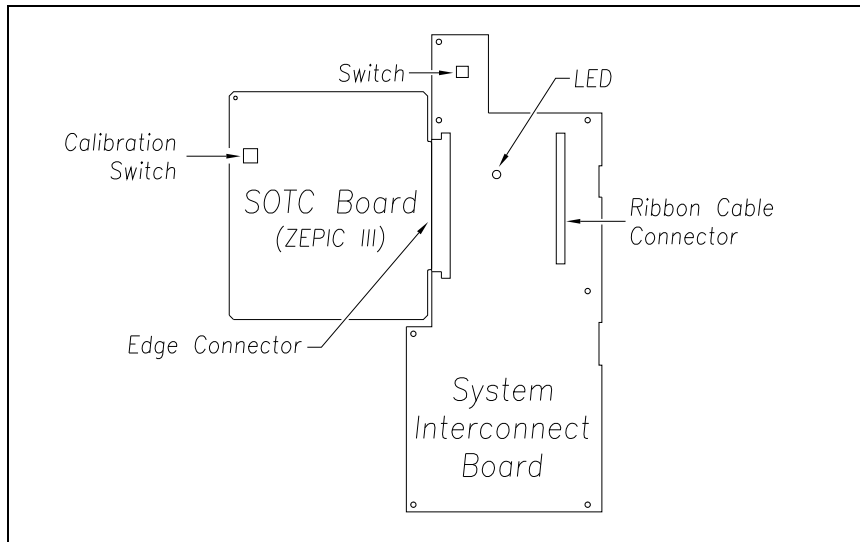 Switch
LED
Calibration
Switch
SOTC Board
(ZEPIC III)
Ribbon Cable
Connector
Edge Connector
System
Interconnect
Board